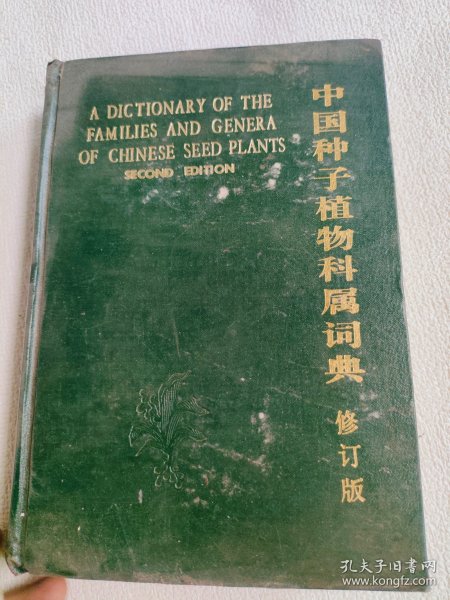 A DICTIONARY OF THE
FAMILIES AND GENERA
OF CHINESE SEED PLANTS
SECOND EDITION
中国种子植物科属词典
修订版
孔夫子旧书网
www.kongfz.com